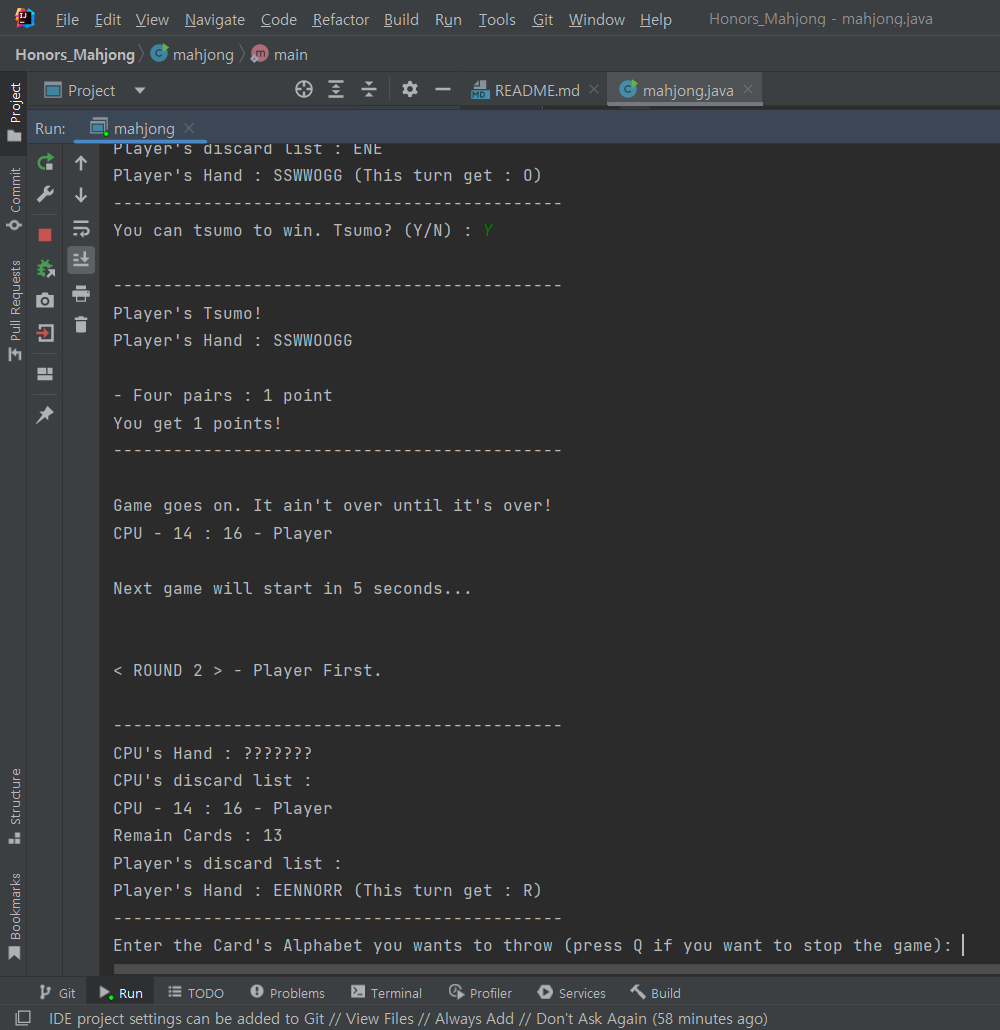 File Edit View Navigate Code Refactor Build Run Tools Git Window Help Honors_Mahjong - mahjong.java
Honors_Mahjong mahjong m main
Project README.md mahjong.java
Run: mahjong
Project
Commit
Pull Requests
Structure
Bookmarks
Player's discard list : ENE
Player's Hand : SSWWOGG (This turn get : O)
---------------------------------------------
You can tsumo to win. Tsumo? (Y/N) : Y
---------------------------------------------
Player's Tsumo!
Player's Hand : SSWWOOGG
- Four pairs : 1 point
You get 1 points!
---------------------------------------------
Game goes on. It ain't over until it's over!
CPU - 14 : 16 - Player
Next game will start in 5 seconds...
< ROUND 2 > - Player First.
---------------------------------------------
CPU's Hand : ???????
CPU's discard list :
CPU - 14 : 16 - Player
Remain Cards : 13
Player's discard list :
Player's Hand : EENNORR (This turn get : R)
---------------------------------------------
Enter the Card's Alphabet you wants to throw (press Q if you want to stop the game):
Git Run TODO Problems Terminal Profiler Services Build
IDE project settings can be added to Git // View Files // Always Add // Don't Ask Again (58 minutes ago)